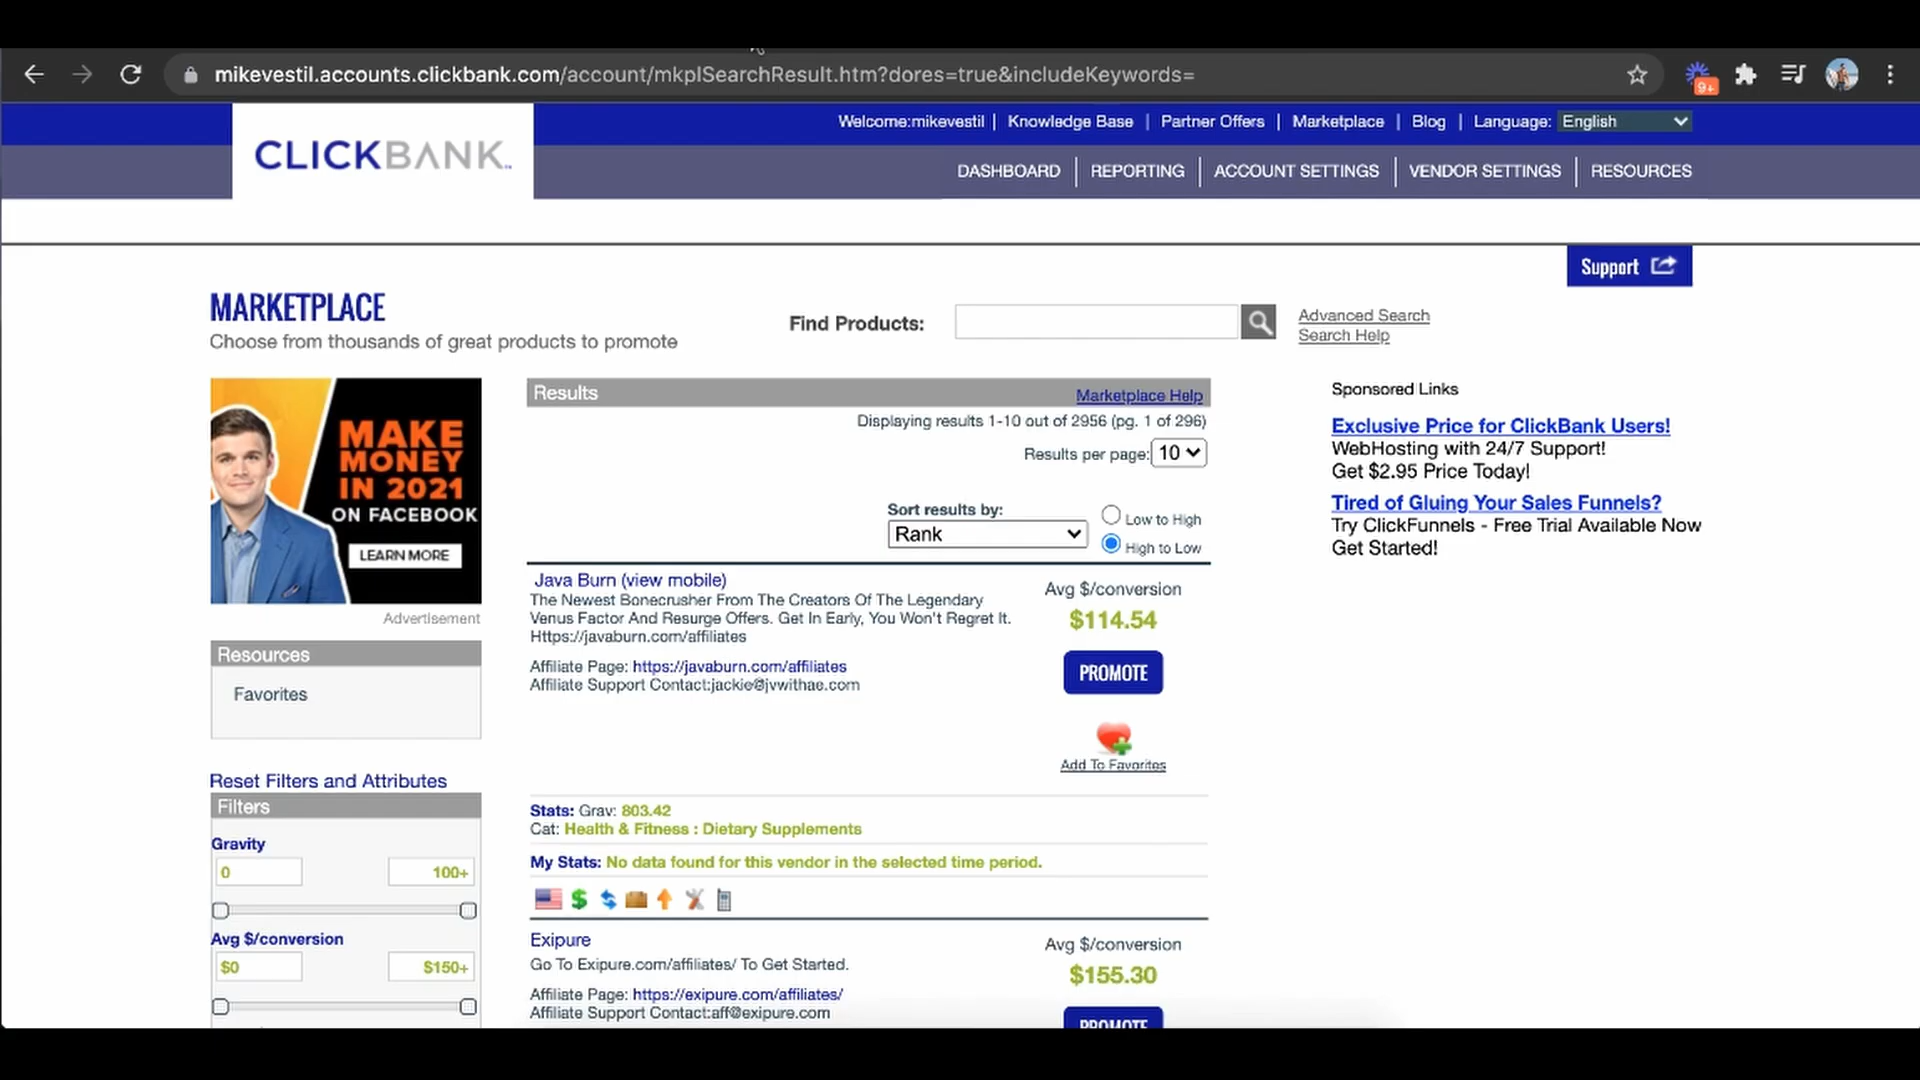 mikevestil.accounts.clickbank.com/account/mkplSearchResult.htm?dores=true&includeKeywords=
9+
Welcome:mikevestil | Knowledge Base | Partner Offers | Marketplace | Blog | Language: English
CLICKBANK
DASHBOARD | REPORTING | ACCOUNT SETTINGS | VENDOR SETTINGS | RESOURCES
Support
MARKETPLACE
Choose from thousands of great products to promote
Find Products:
Advanced Search
Search Help
MAKE
MONEY
IN 2021
ON FACEBOOK
LEARN MORE
Advertisement
Resources
Favorites
Reset Filters and Attributes
Filters
Gravity
0 100+
Avg $/conversion
$0 $150+
Results Marketplace Help
Displaying results 1-10 out of 2956 (pg. 1 of 296)
Results per page: 10
Sort results by:
Rank
Low to High
High to Low
Java Burn (view mobile)
The Newest Bonecrusher From The Creators Of The Legendary
Venus Factor And Resurge Offers. Get In Early, You Won't Regret It.
Https://javaburn.com/affiliates
Affiliate Page: https://javaburn.com/affiliates
Affiliate Support Contact:jackie@jvwithae.com
Avg $/conversion
$114.54
PROMOTE
Add To Favorites
Stats: Grav: 803.42
Cat: Health & Fitness : Dietary Supplements
My Stats: No data found for this vendor in the selected time period.
Exipure
Go To Exipure.com/affiliates/ To Get Started.
Affiliate Page: https://exipure.com/affiliates/
Affiliate Support Contact:aff@exipure.com
Avg $/conversion
$155.30
PROMOTE
Sponsored Links
Exclusive Price for ClickBank Users!
WebHosting with 24/7 Support!
Get $2.95 Price Today!
Tired of Gluing Your Sales Funnels?
Try ClickFunnels - Free Trial Available Now
Get Started!